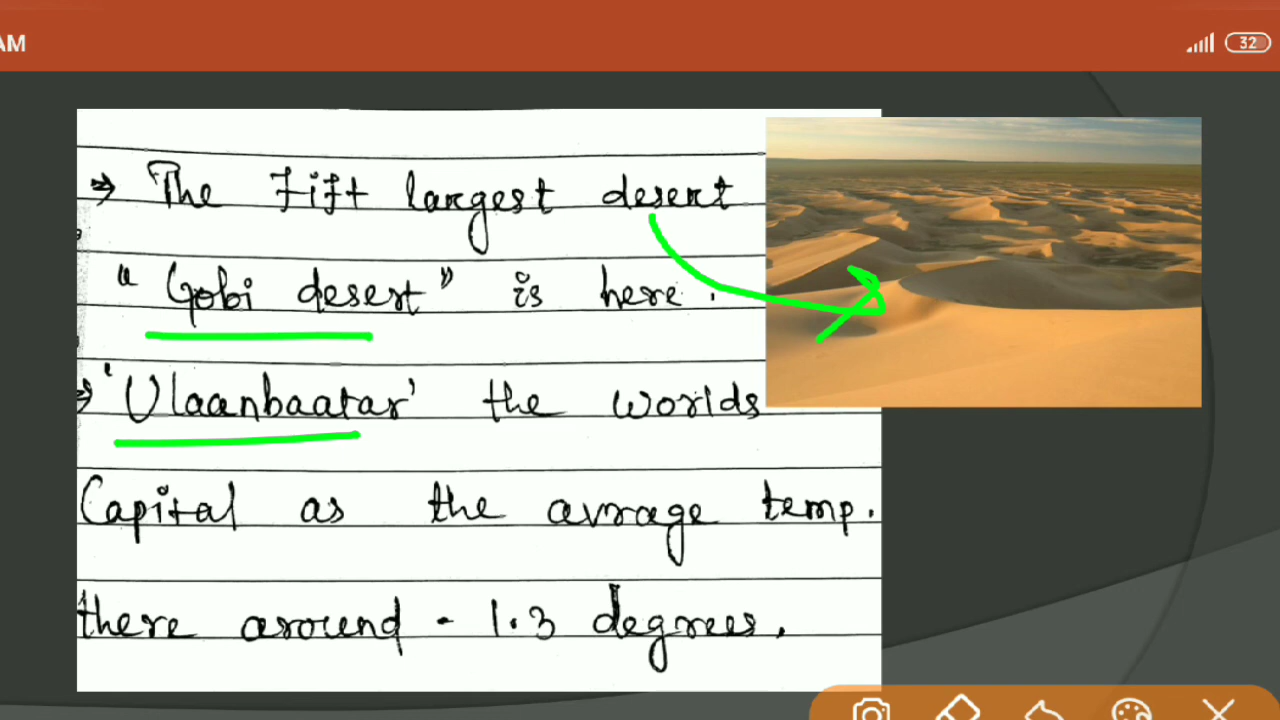 AM
32
⇒ The Fift largest desert
" Gobi desert " is here .
⇒ 'Ulaanbaatar' the worlds
Capital as the avrage temp.
there around - 1.3 degrees.